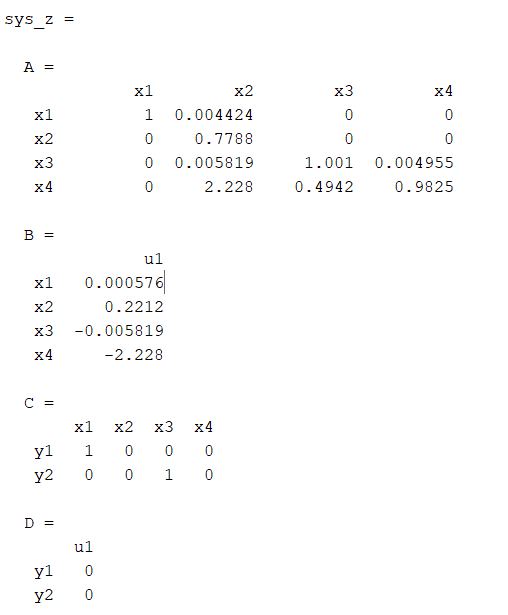 sys_z =
A =
x1 x2 x3 x4
x1 1 0.004424 0 0
x2 0 0.7788 0 0
x3 0 0.005819 1.001 0.004955
x4 0 2.228 0.4942 0.9825
B =
u1
x1 0.000576
x2 0.2212
x3 -0.005819
x4 -2.228
C =
x1 x2 x3 x4
y1 1 0 0 0
y2 0 0 1 0
D =
u1
y1 0
y2 0